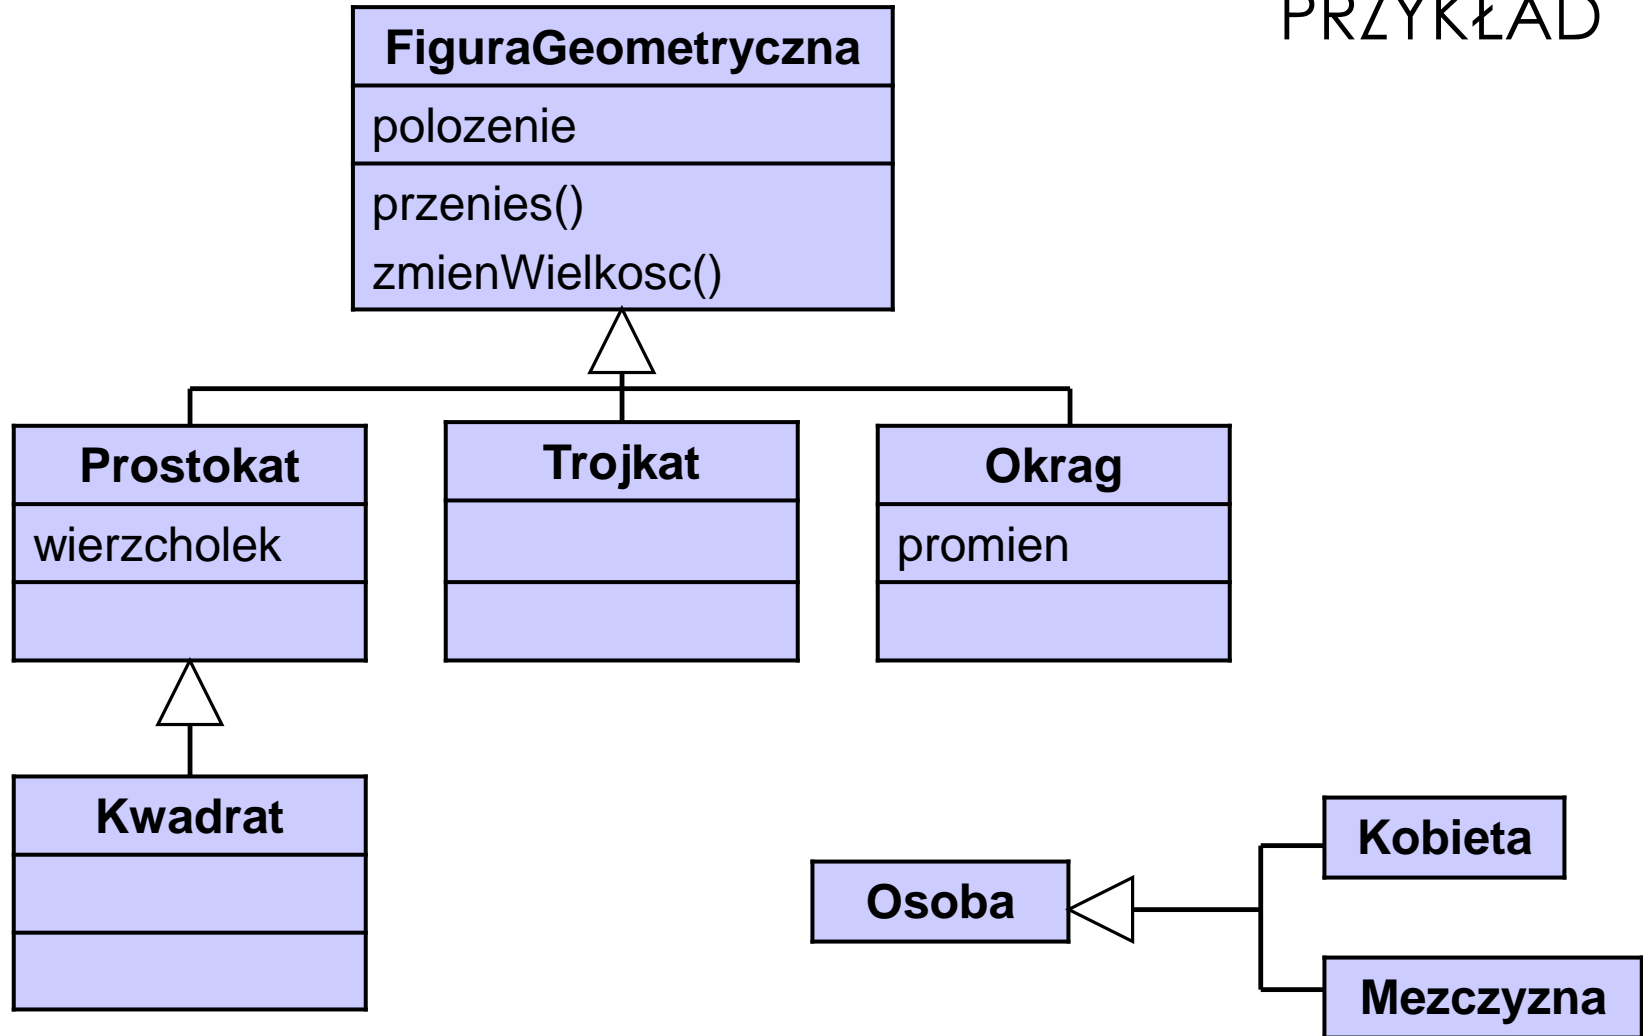 PRZYKŁAD
FiguraGeometryczna
polozenie
przenies()
zmienWielkosc()
Prostokat
wierzcholek
Trojkat
Okrag
promien
Kwadrat
Osoba
Kobieta
Mezczyzna